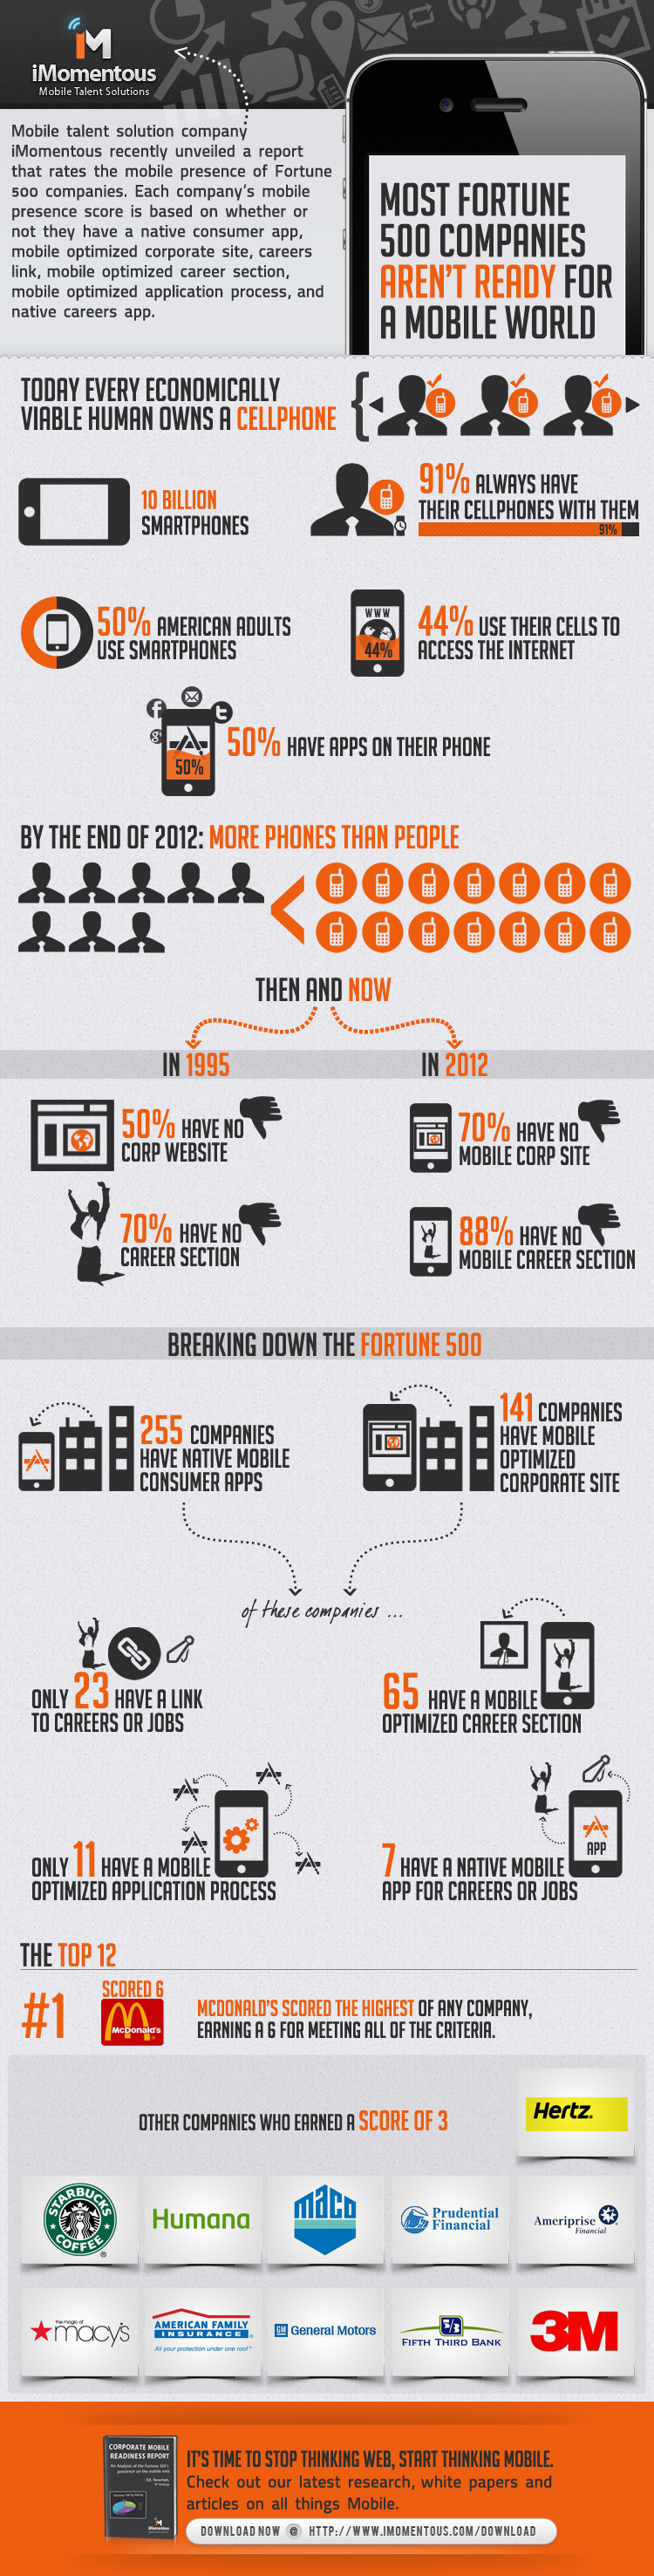 iM
iMomentous
Mobile Talent Solutions
Mobile talent solution company
iMomentous recently unveiled a report
that rates the mobile presence of Fortune
500 companies. Each company's mobile
presence score is based on whether or
not they have a native consumer app,
mobile optimized corporate site, careers
link, mobile optimized career section,
mobile optimized application process, and
native careers app.
MOST FORTUNE
500 COMPANIES
AREN'T READY FOR
A MOBILE WORLD
TODAY EVERY ECONOMICALLY
VIABLE HUMAN OWNS A CELLPHONE
10 BILLION
SMARTPHONES
91% ALWAYS HAVE
THEIR CELLPHONES WITH THEM
91%
50% AMERICAN ADULTS
USE SMARTPHONES
WWW
44%
44% USE THEIR CELLS TO
ACCESS THE INTERNET
50%
50% HAVE APPS ON THEIR PHONE
BY THE END OF 2012: MORE PHONES THAN PEOPLE
THEN AND NOW
IN 1995
IN 2012
50% HAVE NO
CORP WEBSITE
70% HAVE NO
MOBILE CORP SITE
70% HAVE NO
CAREER SECTION
88% HAVE NO
MOBILE CAREER SECTION
BREAKING DOWN THE FORTUNE 500
255 COMPANIES
HAVE NATIVE MOBILE
CONSUMER APPS
141 COMPANIES
HAVE MOBILE
OPTIMIZED
CORPORATE SITE
of these companies ...
ONLY 23 HAVE A LINK
TO CAREERS OR JOBS
65 HAVE A MOBILE
OPTIMIZED CAREER SECTION
ONLY 11 HAVE A MOBILE
OPTIMIZED APPLICATION PROCESS
APP
7 HAVE A NATIVE MOBILE
APP FOR CAREERS OR JOBS
THE TOP 12
#1
SCORED 6
McDonald's
MCDONALD'S SCORED THE HIGHEST OF ANY COMPANY,
EARNING A 6 FOR MEETING ALL OF THE CRITERIA.
OTHER COMPANIES WHO EARNED A SCORE OF 3
Hertz.
STARBUCKS
COFFEE
Humana
maco
Prudential
Financial
Ameriprise
Financial
the magic of
macy's
AMERICAN FAMILY
INSURANCE
All your protection under one roof
GM General Motors
5/3
FIFTH THIRD BANK
3M
CORPORATE MOBILE
READINESS REPORT
An Analysis of the Fortune 500's
presence on the mobile web
iMomentous
IT'S TIME TO STOP THINKING WEB, START THINKING MOBILE.
Check out our latest research, white papers and
articles on all things Mobile.
DOWNLOAD NOW @ HTTP://WWW.IMOMENTOUS.COM/DOWNLOAD